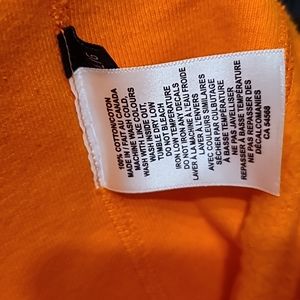 100% COTTON/COTON
MADE IN / FAIT AU CANADA
MACHINE WASH COLD,
WASH WITH LIKE COLOURS
WASH INSIDE OUT,
TUMBLE DRY LOW
DO NOT BLEACH
IRON LOW TEMPERATURE
DO NOT IRON ANY DECALS
LAVER À LA MACHINE À L'EAU FROIDE
AVEC COULEURS SIMILAIRES
LAVER À L'ENVERS
SÉCHER PAR CULBUTAGE
À BASSE TEMPÉRATURE
NE PAS JAVELLISER
REPASSER À BASSE TEMPÉRATURE
NE PAS REPASSER DES
DÉCALCOMANIES